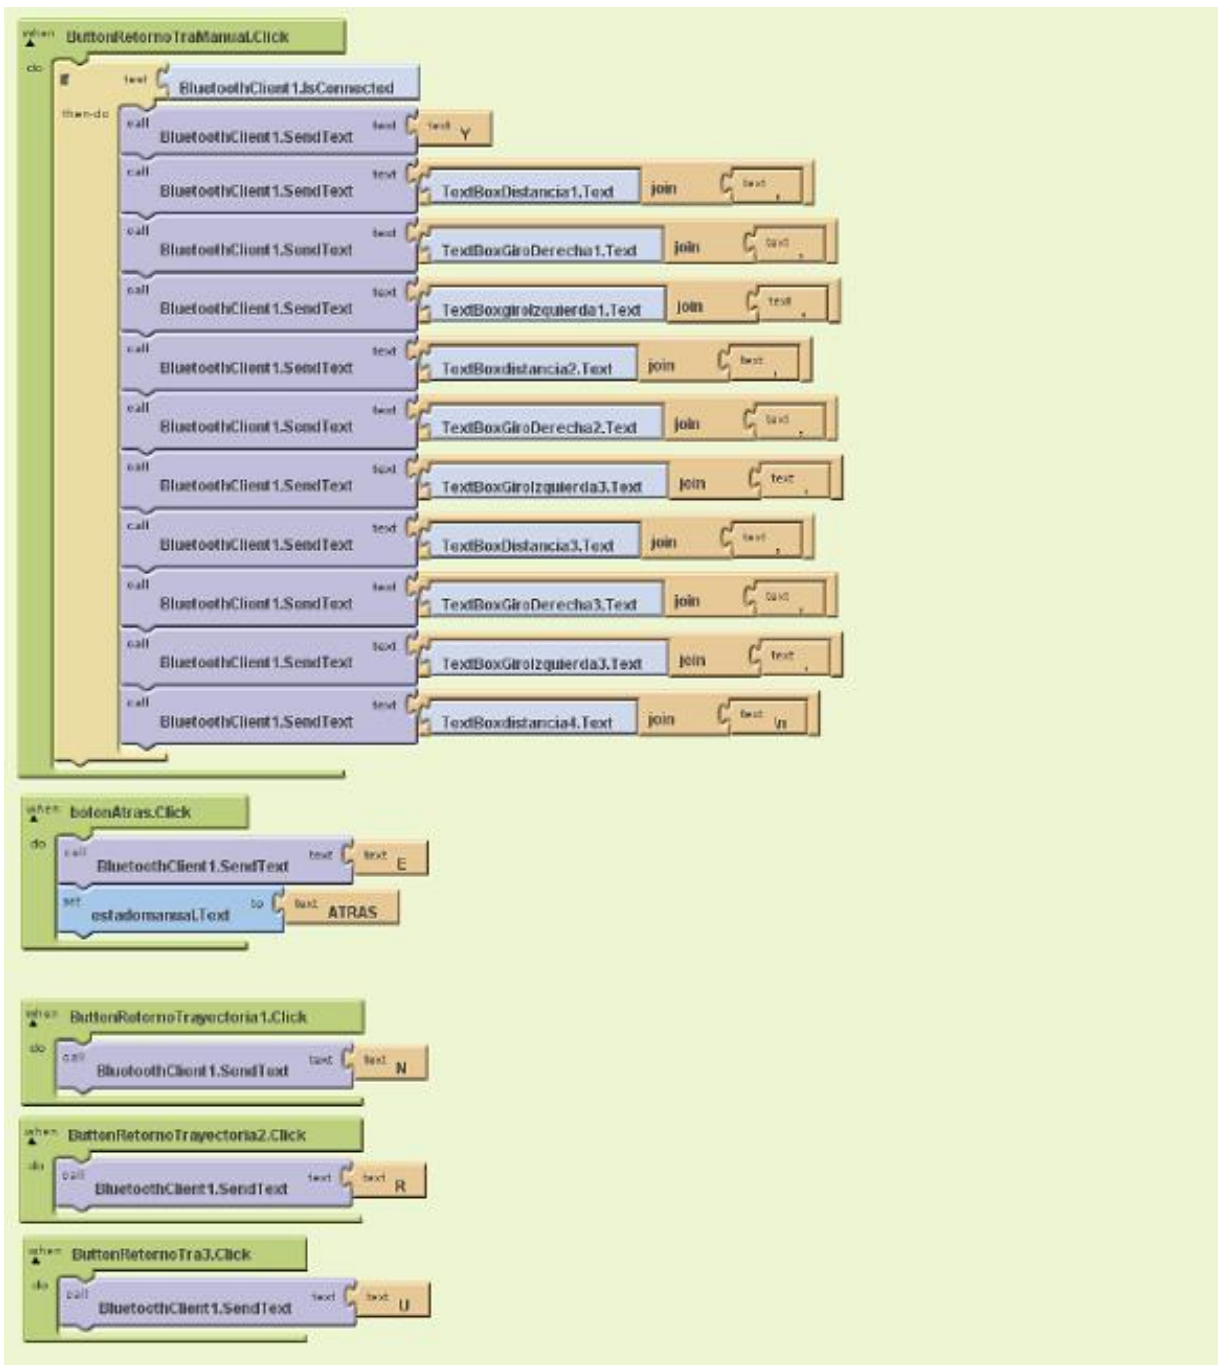 when ButtonRetornoTraManual.Click
do
if test BluetoothClient1.IsConnected
then-do
call BluetoothClient1.SendText text text Y
call BluetoothClient1.SendText text TextBoxDistancia1.Text join text ,
call BluetoothClient1.SendText text TextBoxGiroDerecha1.Text join text ,
call BluetoothClient1.SendText text TextBoxgiroIzquierda1.Text join text ,
call BluetoothClient1.SendText text TextBoxdistancia2.Text join text ,
call BluetoothClient1.SendText text TextBoxGiroDerecha2.Text join text ,
call BluetoothClient1.SendText text TextBoxGiroIzquierda3.Text join text ,
call BluetoothClient1.SendText text TextBoxDistancia3.Text join text ,
call BluetoothClient1.SendText text TextBoxGiroDerecha3.Text join text ,
call BluetoothClient1.SendText text TextBoxGiroIzquierda3.Text join text ,
call BluetoothClient1.SendText text TextBoxdistancia4.Text join text \n
when botonAtras.Click
do
call BluetoothClient1.SendText text text E
set estadomanual.Text to text ATRAS
when ButtonRetornoTrayectoria1.Click
do
call BluetoothClient1.SendText text text N
when ButtonRetornoTrayectoria2.Click
do
call BluetoothClient1.SendText text text R
when ButtonRetornoTra3.Click
do
call BluetoothClient1.SendText text text U